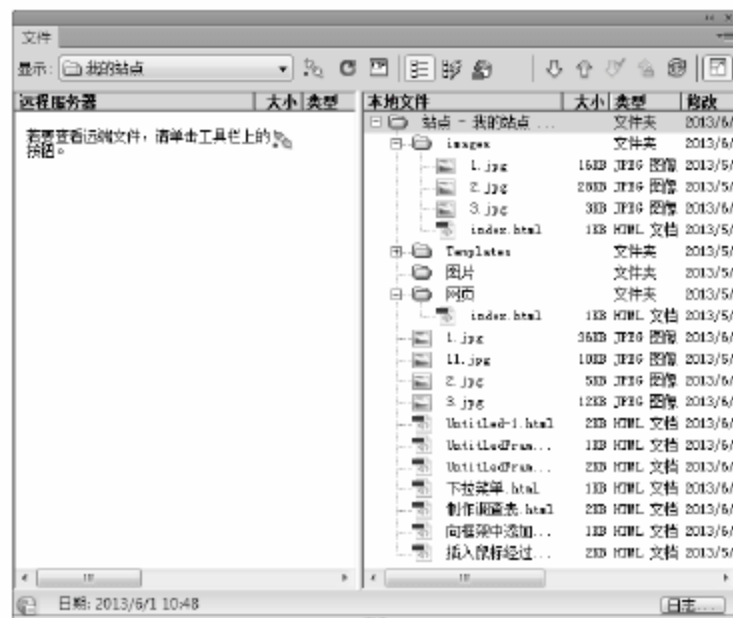 文件
显示: 我的站点
远程服务器 大小 类型
若要查看远端文件，请单击工具栏上的
按钮。
本地文件 大小 类型 修改
站点 - 我的站点 ... 文件夹 2013/6/
images 文件夹 2013/6/
1.jpg 16KB JPEG 图像 2013/5/
2.jpg JPEG 图像 2013/5/
3.jpg 3KB JPEG 图像 2013/6/
index.html 1KB HTML 文档 2013/5/
Templates 文件夹 2013/5/
图片 文件夹 2013/5/
网页 文件夹 2013/5/
index.html 1KB HTML 文档 2013/5/
1.jpg 36KB JPEG 图像 2013/6/
11.jpg 10KB JPEG 图像 2013/5/
2.jpg 5KB JPEG 图像 2013/6/
3.jpg 12KB JPEG 图像 2013/6/
Untitled-1.html 2KB HTML 文档 2013/6/
UntitledFram... 1KB HTML 文档 2013/6/
UntitledFram... 2KB HTML 文档 2013/6/
下拉菜单.html 1KB HTML 文档 2013/6/
制作调查表.html 2KB HTML 文档 2013/6/
向框架中添加... 1KB HTML 文档 2013/6/
插入鼠标经过... 2KB HTML 文档 2013/5/
日期: 2013/6/1 10:48
日志...